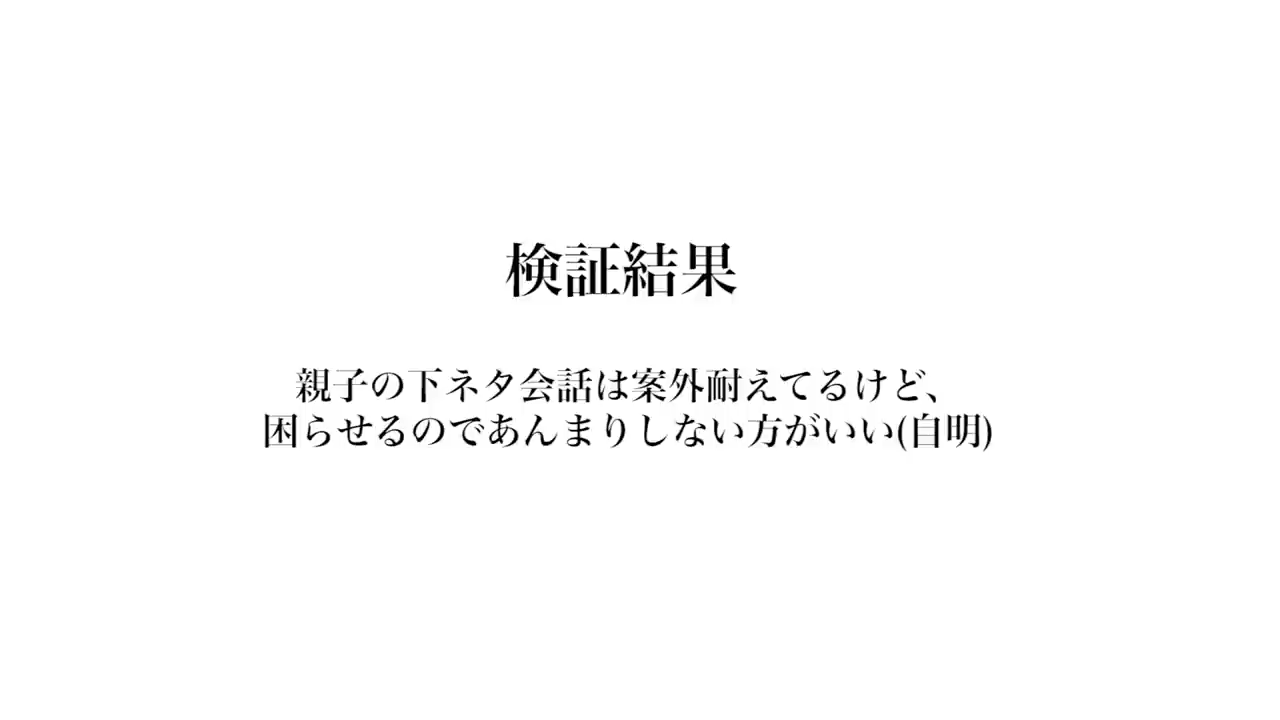 検証結果
親子の下ネタ会話は案外耐えてるけど、
困らせるのであんまりしない方がいい(自明)